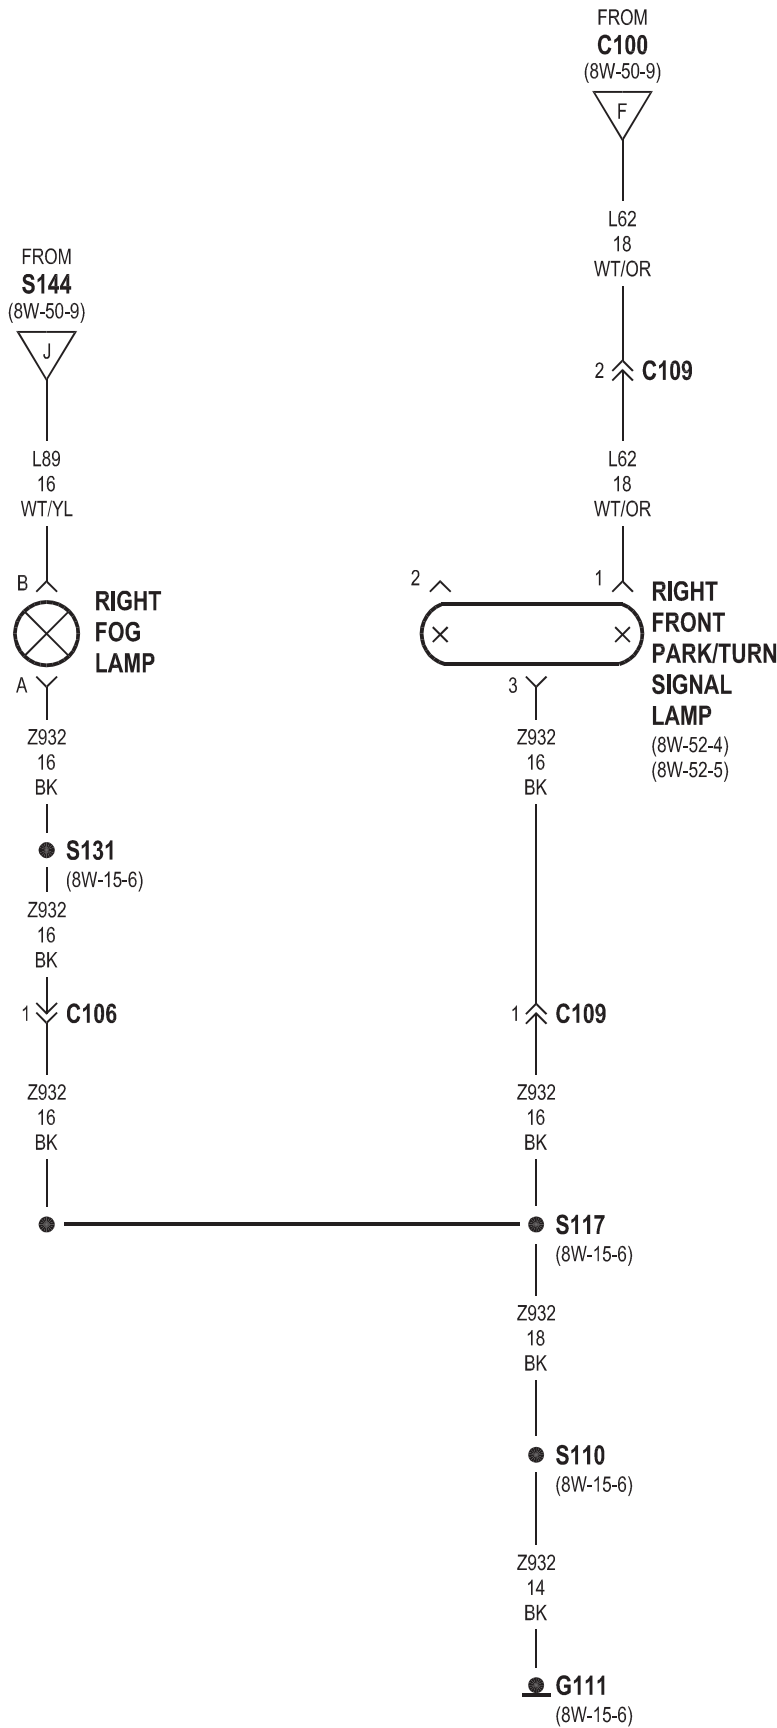 FROM
C100
(8W-50-9)
F
L62
18
WT/OR
2 C109
L62
18
WT/OR
FROM
S144
(8W-50-9)
J
L89
16
WT/YL
B
RIGHT
FOG
LAMP
A
2
1
RIGHT
FRONT
PARK/TURN
SIGNAL
LAMP
(8W-52-4)
(8W-52-5)
3
Z932
16
BK
S131
(8W-15-6)
Z932
16
BK
1 C106
Z932
16
BK
Z932
16
BK
1 C109
Z932
16
BK
S117
(8W-15-6)
Z932
18
BK
S110
(8W-15-6)
Z932
14
BK
G111
(8W-15-6)